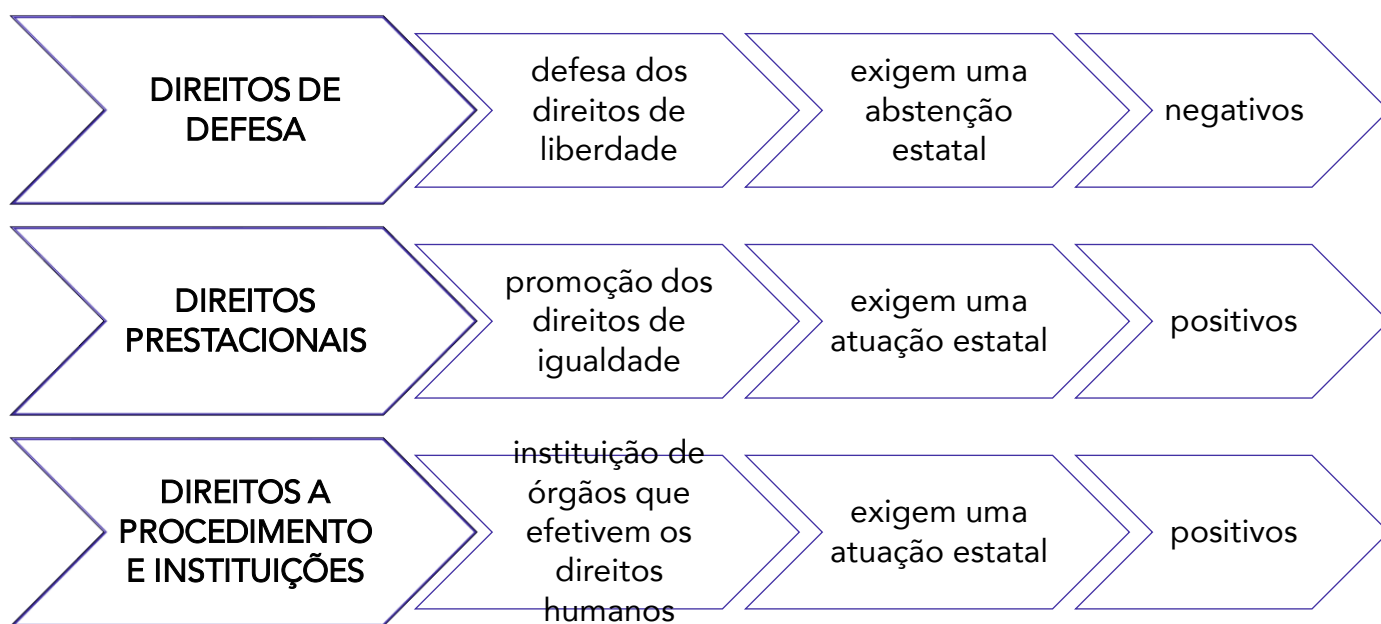 DIREITOS DE
DEFESA
defesa dos
direitos de
liberdade
exigem uma
abstenção
estatal
negativos
DIREITOS
PRESTACIONAIS
promoção dos
direitos de
igualdade
exigem uma
atuação estatal
positivos
DIREITOS A
PROCEDIMENTO
E INSTITUIÇÕES
instituição de
órgãos que
efetivem os
direitos
humanos
exigem uma
atuação estatal
positivos